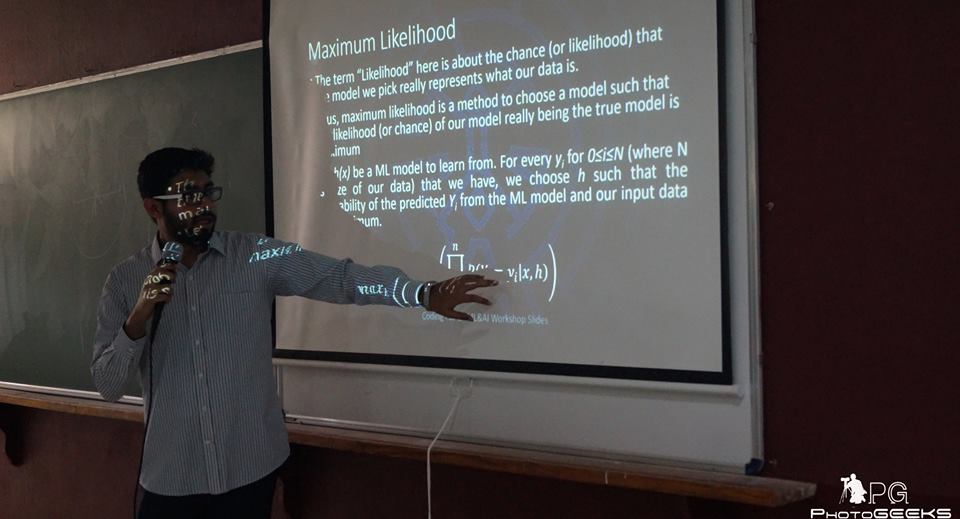 Maximum Likelihood
The term "Likelihood" here is about the chance (or likelihood) that
model we pick really represents what our data is.
us, maximum likelihood is a method to choose a model such that
likelihood (or chance) of our model really being the true model is
imum
h(x) be a ML model to learn from. For every yᵢ for 0≤i≤N (where N
ze of our data) that we have, we choose h such that the
ability of the predicted Yᵢ from the ML model and our input data
mum.
n
∏ yᵢ|x, h)
ML&AI Workshop Slides
PG
PHOTOGEEKS